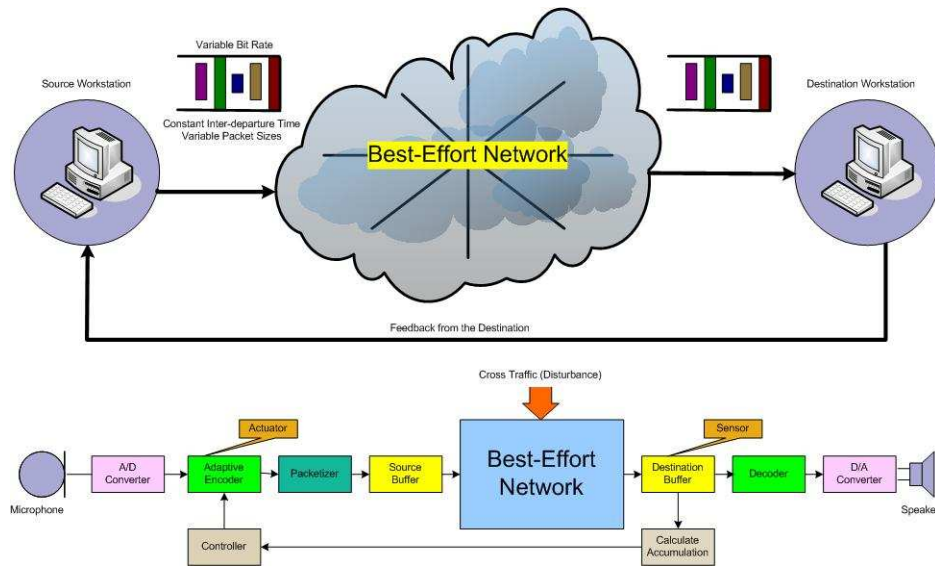 Variable Bit Rate
Source Workstation
Destination Workstation
Constant Inter-departure Time
Variable Packet Sizes
Best-Effort Network
Feedback from the Destination
Cross Traffic (Disturbance)
Actuator
Sensor
A/D
Converter
Adaptive
Encoder
Packetizer
Source
Buffer
Best-Effort
Network
Destination
Buffer
Decoder
D/A
Converter
Microphone
Speake
Controller
Calculate
Accumulation